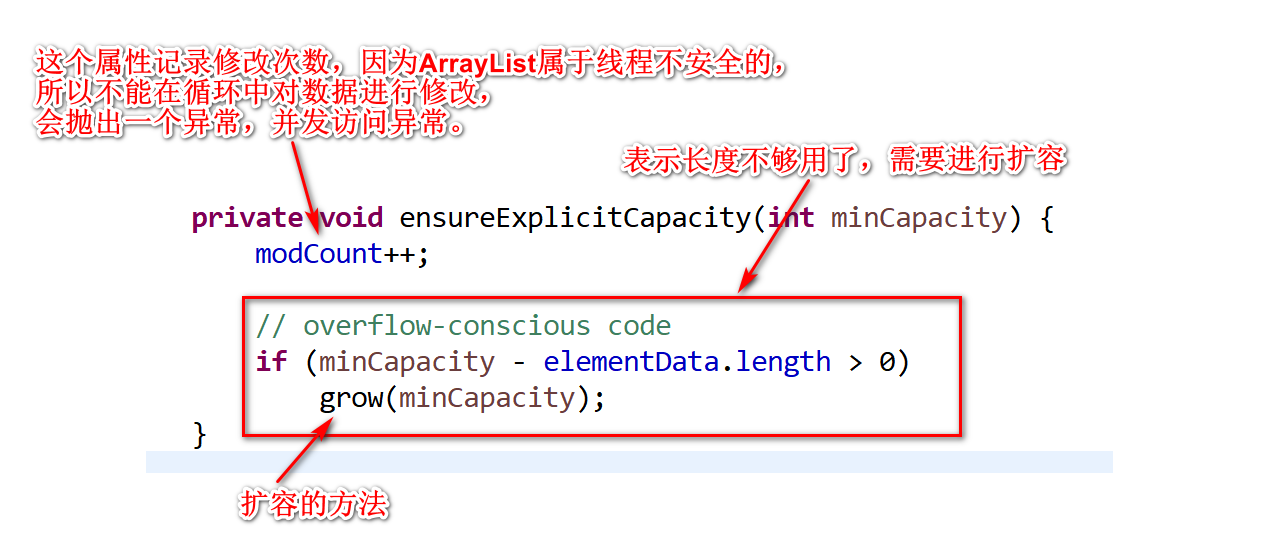 这个属性记录修改次数，因为ArrayList属于线程不安全的，
所以不能在循环中对数据进行修改，
会抛出一个异常，并发访问异常。
表示长度不够用了，需要进行扩容
private void ensureExplicitCapacity(int minCapacity) {
modCount++;
// overflow-conscious code
if (minCapacity - elementData.length > 0)
grow(minCapacity);
}
扩容的方法